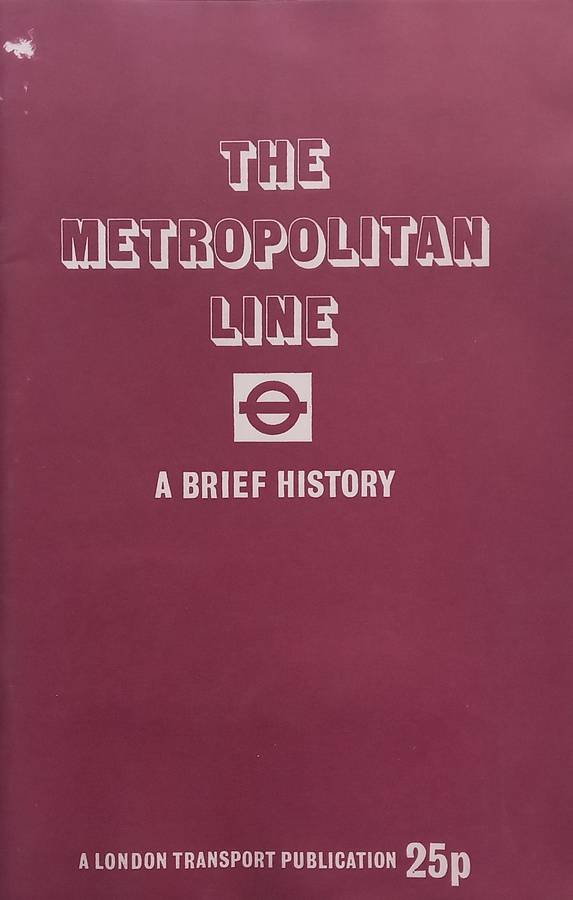 THE
METROPOLITAN
LINE
A BRIEF HISTORY
A LONDON TRANSPORT PUBLICATION 25p